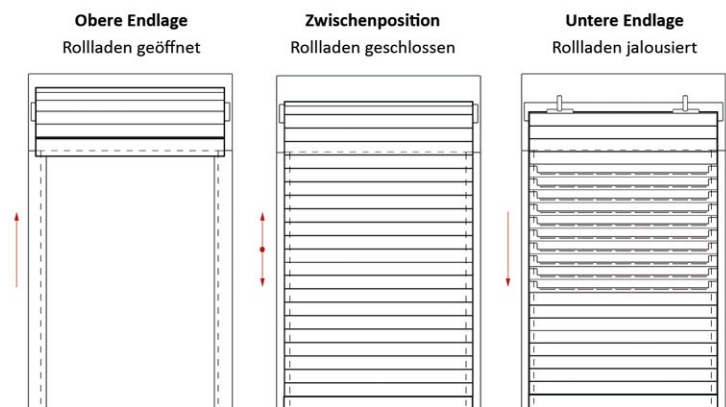 Obere Endlage
Rollladen geöffnet
Zwischenposition
Rollladen geschlossen
Untere Endlage
Rollladen jalousiert